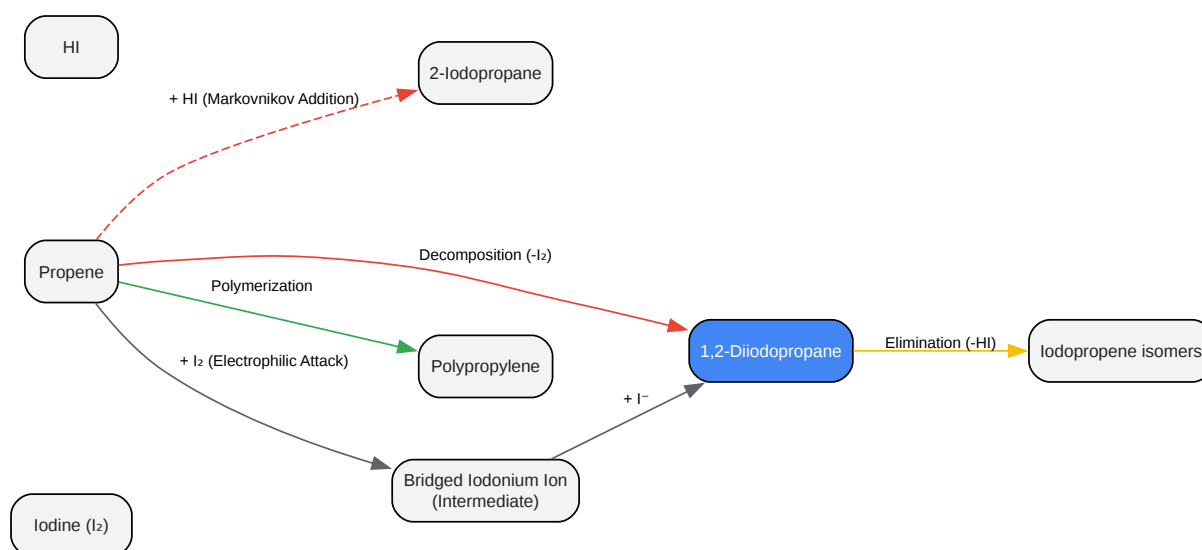 HI
2-Iodopropane
+ HI (Markovnikov Addition)
Propene
Decomposition (-I₂)
Polymerization
1,2-Diiodopropane
Elimination (-HI)
Iodopropene isomers
+ I₂ (Electrophilic Attack)
Polypropylene
+ I⁻
Bridged Iodonium Ion
(Intermediate)
Iodine (I₂)